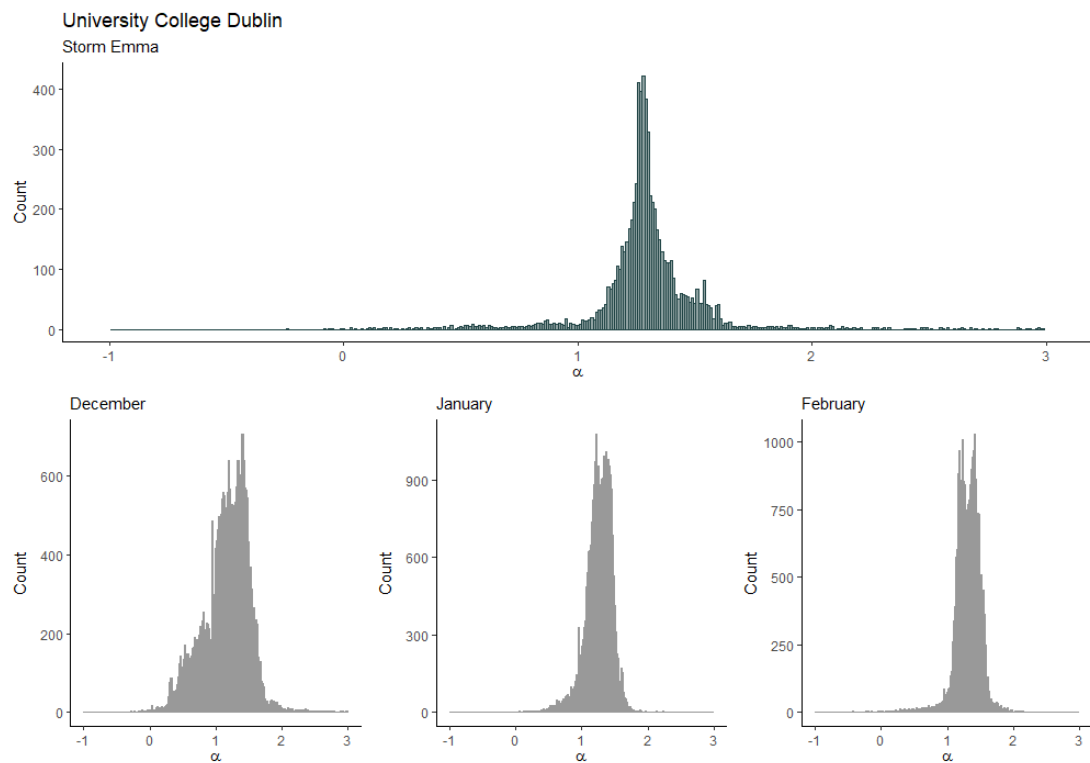 University College Dublin
Storm Emma
400
300
200
100
0
Count
-1 0 1 2 3
α
December January February
600
400
200
0
Count
-1 0 1 2 3
α
900
600
300
0
Count
-1 0 1 2 3
α
1000
750
500
250
0
Count
-1 0 1 2 3
α